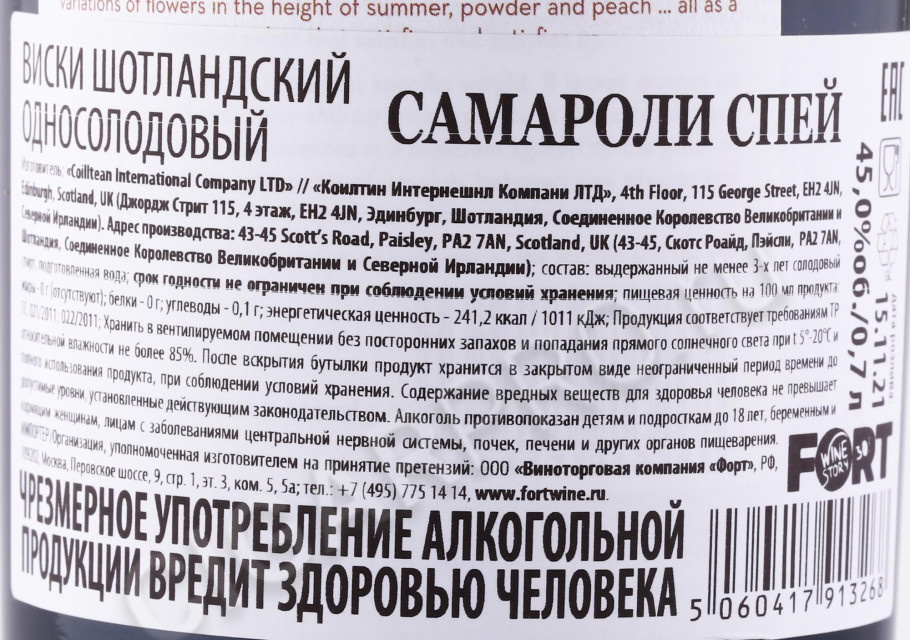 variations of flowers in the height of summer, powder and peach ... all as a
ВИСКИ ШОТЛАНДСКИЙ
ОДНОСОЛОДОВЫЙ
САМАРОЛИ СПЕЙ
EAC
Изготовитель: «Coilltean International Company LTD» // «Коилтин Интернешнл Компани ЛТД», 4th Floor, 115 George Street, EH2 4JN,
Edinburgh, Scotland, UK (Джордж Стрит 115, 4 этаж, EH2 4JN, Эдинбург, Шотландия, Соединенное Королевство Великобритании и
Северной Ирландии). Адрес производства: 43-45 Scott's Road, Paisley, PA2 7AN, Scotland, UK (43-45, Скотс Роайд, Пэйсли, PA2 7AN,
Шотландия, Соединенное Королевство Великобритании и Северной Ирландии); состав: выдержанный не менее 3-х лет солодовый
спирт, подготовленная вода; срок годности не ограничен при соблюдении условий хранения; пищевая ценность на 100 мл продукта:
жиры - 0 г (отсутствуют); белки - 0 г; углеводы - 0,1 г; энергетическая ценность - 241,2 ккал / 1011 кДж; Продукция соответствует требованиям ТР
ТС 021/2011; 022/2011; Хранить в вентилируемом помещении без посторонних запахов и попадания прямого солнечного света при t 5°-20°С и
относительной влажности не более 85%. После вскрытия бутылки продукт хранится в закрытом виде неограниченный период времени до
полного использования продукта, при соблюдении условий хранения. Содержание вредных веществ для здоровья человека не превышает
допустимые уровни, установленные действующим законодательством. Алкоголь противопоказан детям и подросткам до 18 лет, беременным и
кормящим женщинам, лицам с заболеваниями центральной нервной системы, почек, печени и других органов пищеварения.
ИМПОРТЕР/Организация, уполномоченная изготовителем на принятие претензий: ООО «Виноторговая компания «Форт», РФ,
Москва, Перовское шоссе, 9, стр. 1, эт. 3, ком. 5, 5а; тел.: +7 (495) 775 14 14, www.fortwine.ru.
45,0%об./0,7 л
дата розлива
15.11.21
FORT
WINE
STORY
30
ЧРЕЗМЕРНОЕ УПОТРЕБЛЕНИЕ АЛКОГОЛЬНОЙ
ПРОДУКЦИИ ВРЕДИТ ЗДОРОВЬЮ ЧЕЛОВЕКА
5 060417 913268